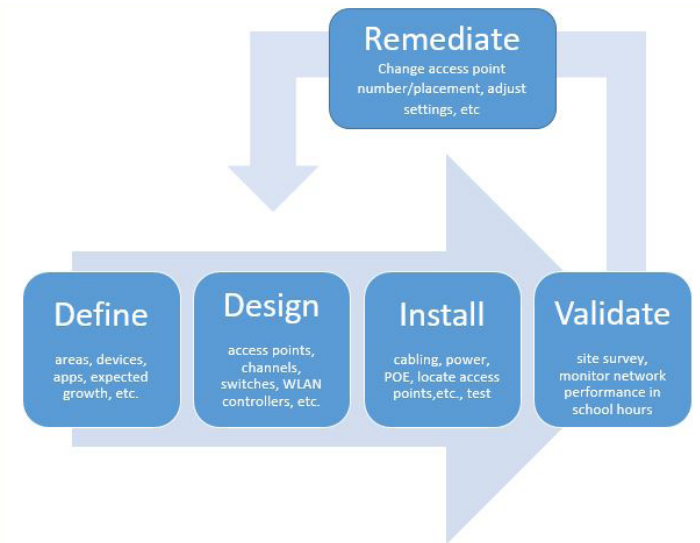 Remediate
Change access point
number/placement, adjust
settings, etc
Define
areas, devices,
apps, expected
growth, etc.
Design
access points,
channels,
switches, WLAN
controllers, etc.
Install
cabling, power,
POE, locate access
points,etc., test
Validate
site survey,
monitor network
performance in
school hours